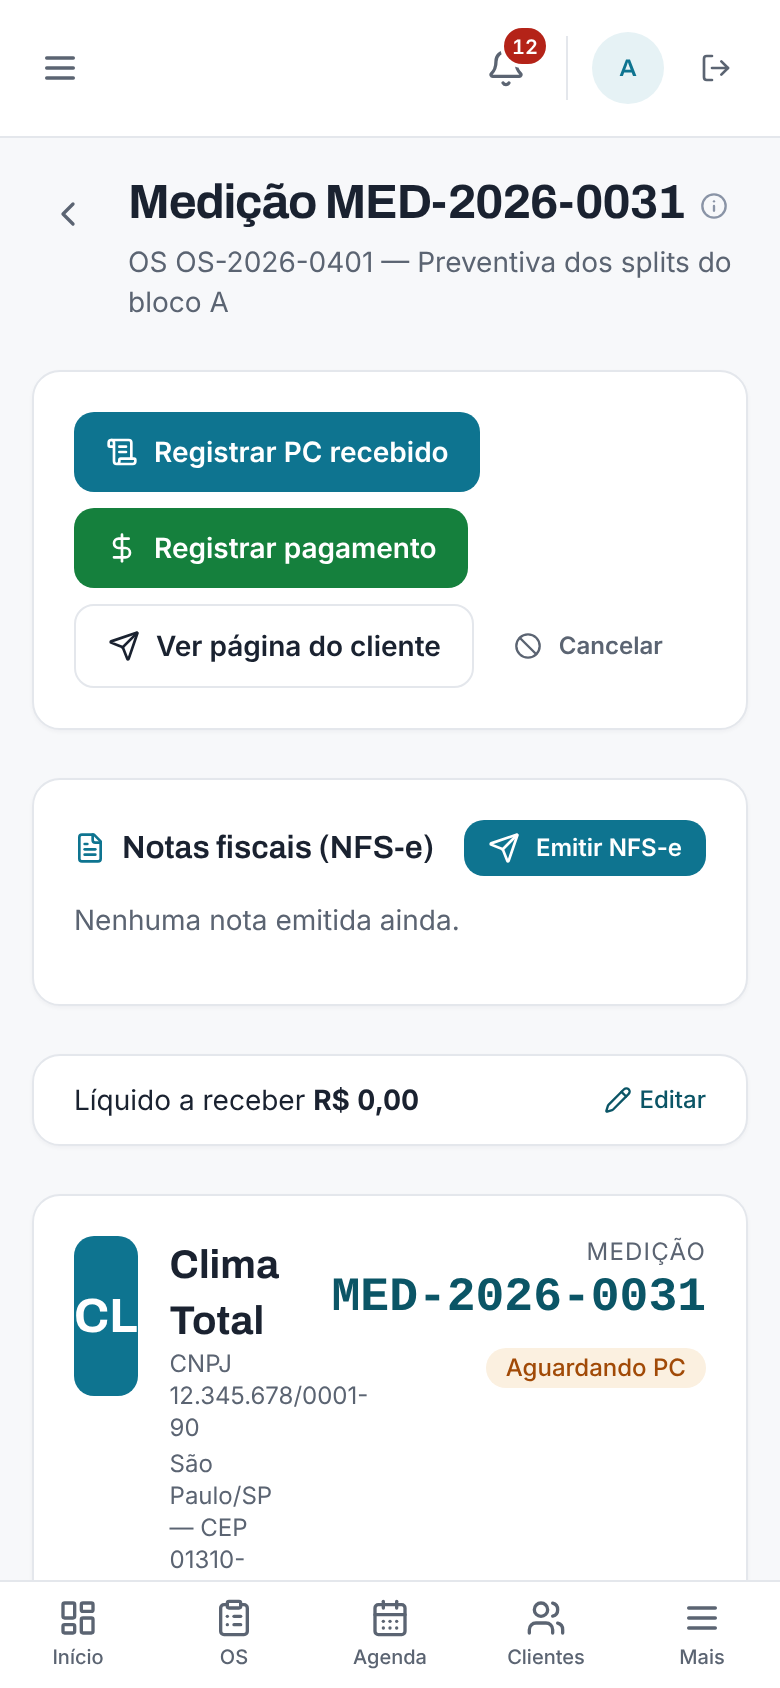 12
A
Medição MED-2026-0031
OS OS-2026-0401 — Preventiva dos splits do
bloco A
Registrar PC recebido
Registrar pagamento
Ver página do cliente
Cancelar
Notas fiscais (NFS-e)
Emitir NFS-e
Nenhuma nota emitida ainda.
Líquido a receber R$ 0,00
Editar
CL
Clima
Total
CNPJ
12.345.678/0001-
90
São
Paulo/SP
— CEP
01310-
MEDIÇÃO
MED-2026-0031
Aguardando PC
Início
OS
Agenda
Clientes
Mais